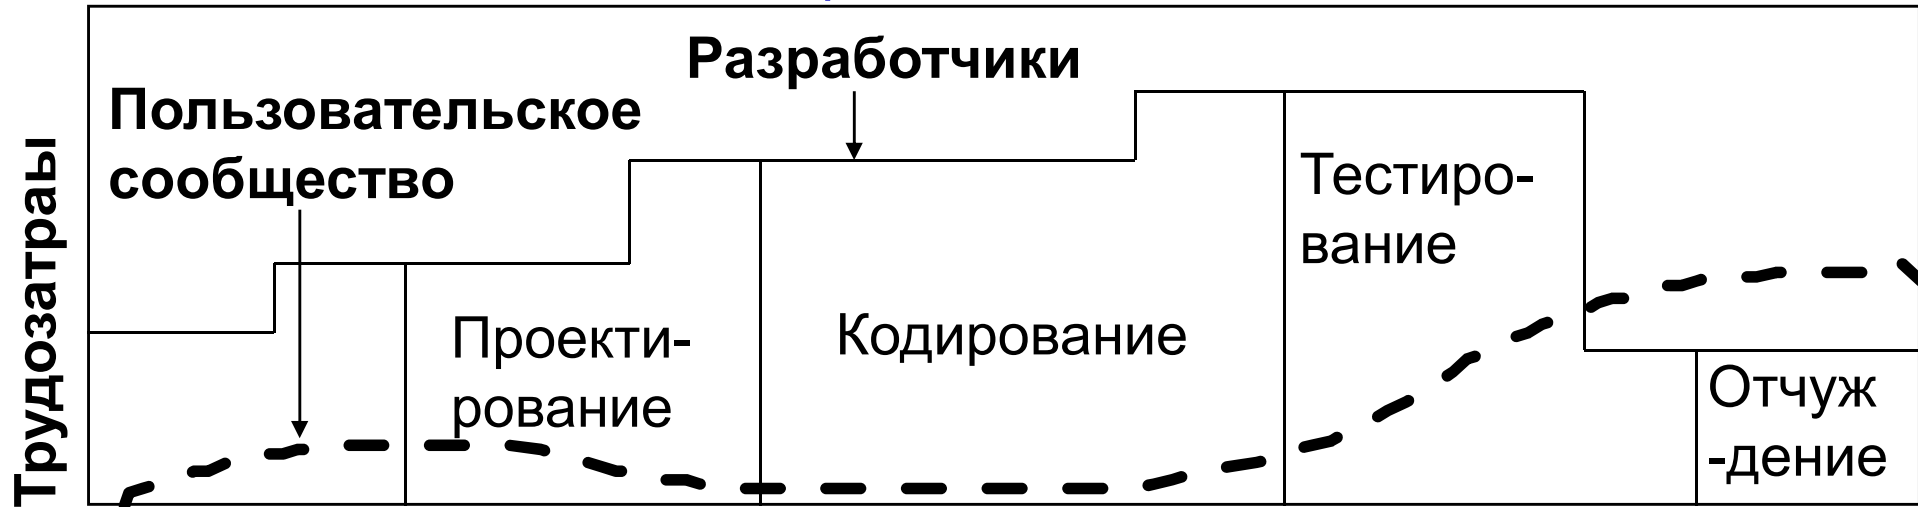 Разработчики
Пользовательское
сообщество
Трудозатраы
Тестиро-
вание
Проекти-
рование
Кодирование
Отчуж
-дение